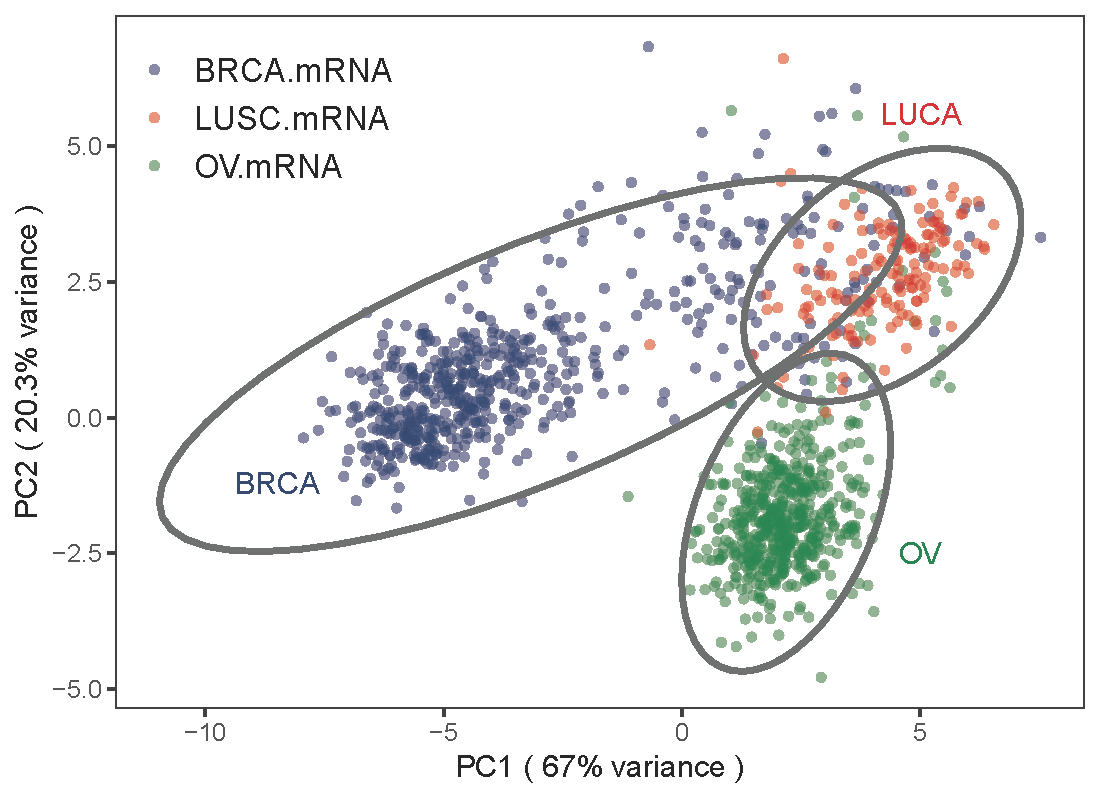 BRCA.mRNA
LUSC.mRNA
OV.mRNA
LUCA
BRCA
OV
5.0
2.5
0.0
−2.5
−5.0
PC2 ( 20.3% variance )
−10
−5
0
5
PC1 ( 67% variance )